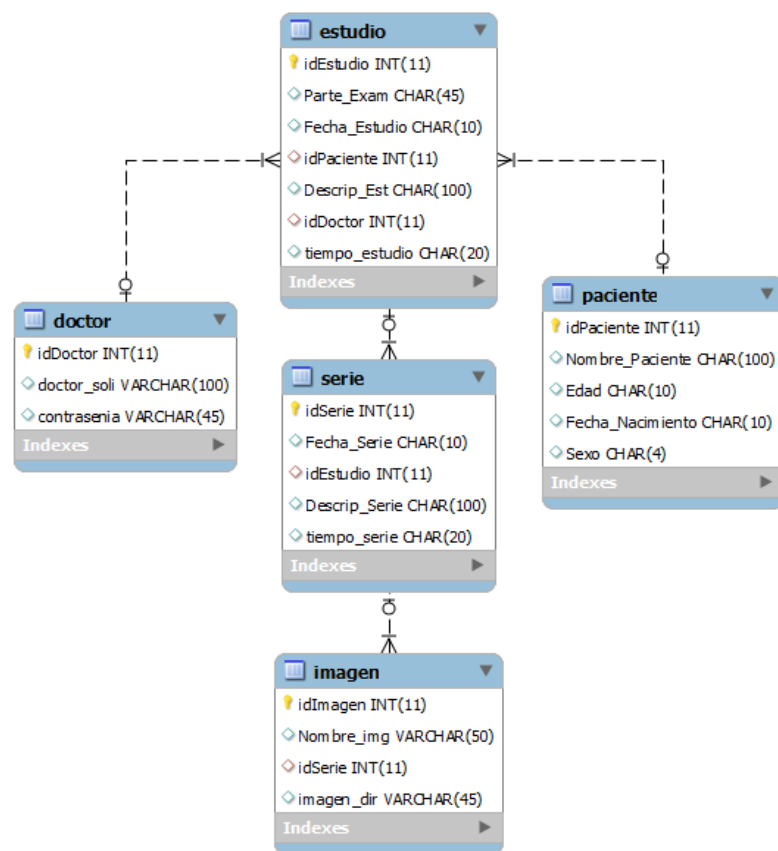 estudio
idEstudio INT(11)
Parte_Exam CHAR(45)
Fecha_Estudio CHAR(10)
idPaciente INT(11)
Descrip_Est CHAR(100)
idDoctor INT(11)
tiempo_estudio CHAR(20)
Indexes
doctor
idDoctor INT(11)
doctor_soli VARCHAR(100)
contrasenia VARCHAR(45)
Indexes
serie
idSerie INT(11)
Fecha_Serie CHAR(10)
idEstudio INT(11)
Descrip_Serie CHAR(100)
tiempo_serie CHAR(20)
Indexes
paciente
idPaciente INT(11)
Nombre_Paciente CHAR(100)
Edad CHAR(10)
Fecha_Nacimiento CHAR(10)
Sexo CHAR(4)
Indexes
imagen
idImagen INT(11)
Nombre_img VARCHAR(50)
idSerie INT(11)
imagen_dir VARCHAR(45)
Indexes